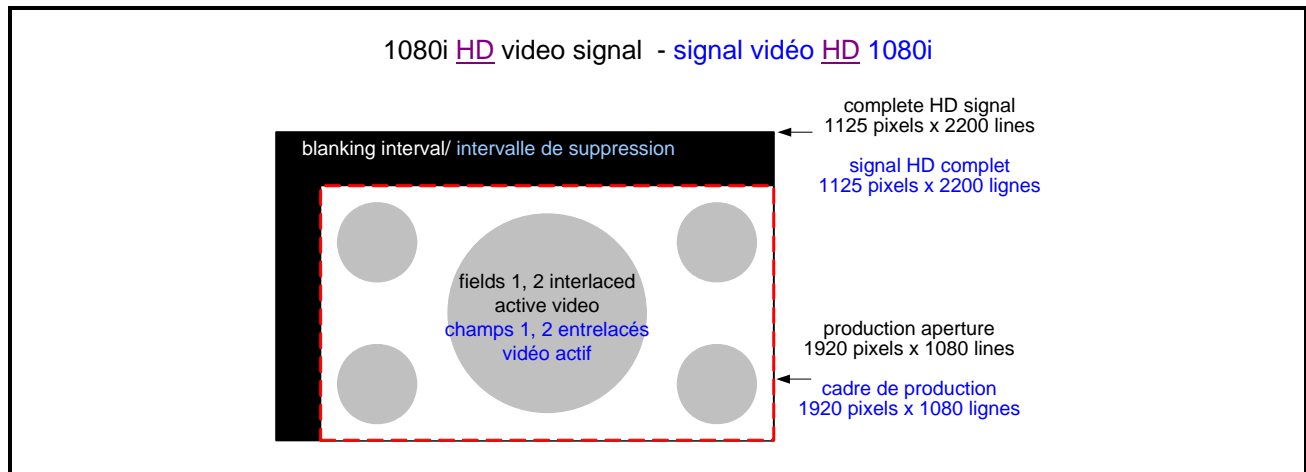 1080i HD video signal - signal vidéo HD 1080i
complete HD signal
1125 pixels x 2200 lines
blanking interval/ intervalle de suppression
signal HD complet
1125 pixels x 2200 lignes
fields 1, 2 interlaced
active video
champs 1, 2 entrelacés
vidéo actif
production aperture
1920 pixels x 1080 lines
cadre de production
1920 pixels x 1080 lignes